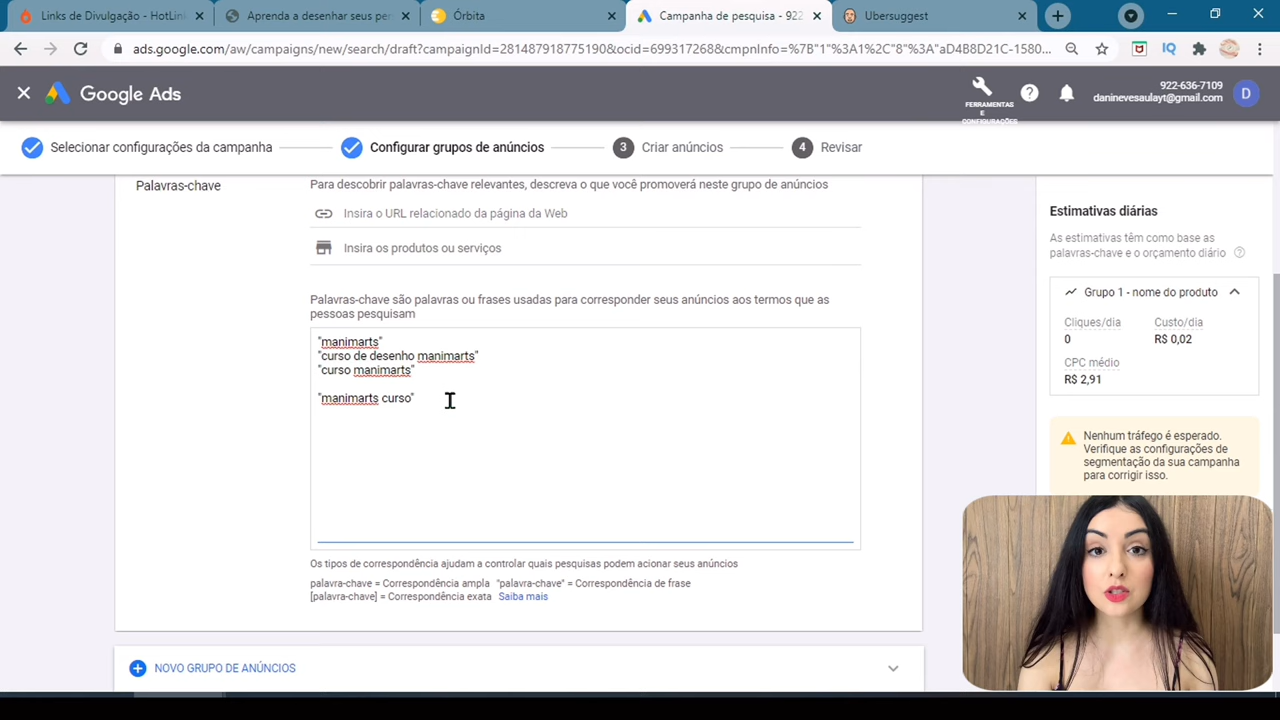 Links de Divulgação - HotLink
Aprenda a desenhar seus per
Órbita
Campanha de pesquisa - 922
Ubersuggest
ads.google.com/aw/campaigns/new/search/draft?campaignId=281487918775190&ocid=699317268&cmpnInfo=%7B"1"%3A1%2C"8"%3A"aD4B8D21C-1580...
IQ
Google Ads
FERRAMENTAS
E
CONFIGURAÇÕES
922-636-7109
daninevesaulayt@gmail.com
D
Selecionar configurações da campanha
Configurar grupos de anúncios
3 Criar anúncios
4 Revisar
Palavras-chave
Para descobrir palavras-chave relevantes, descreva o que você promoverá neste grupo de anúncios
Insira o URL relacionado da página da Web
Insira os produtos ou serviços
Palavras-chave são palavras ou frases usadas para corresponder seus anúncios aos termos que as
pessoas pesquisam
"manimarts"
"curso de desenho manimarts"
"curso manimarts"
"manimarts curso"
Os tipos de correspondência ajudam a controlar quais pesquisas podem acionar seus anúncios
palavra-chave = Correspondência ampla "palavra-chave" = Correspondência de frase
[palavra-chave] = Correspondência exata Saiba mais
NOVO GRUPO DE ANÚNCIOS
Estimativas diárias
As estimativas têm como base as
palavras-chave e o orçamento diário
Grupo 1 - nome do produto
Cliques/dia Custo/dia
0 R$ 0,02
CPC médio
R$ 2,91
Nenhum tráfego é esperado.
Verifique as configurações de
segmentação da sua campanha
para corrigir isso.